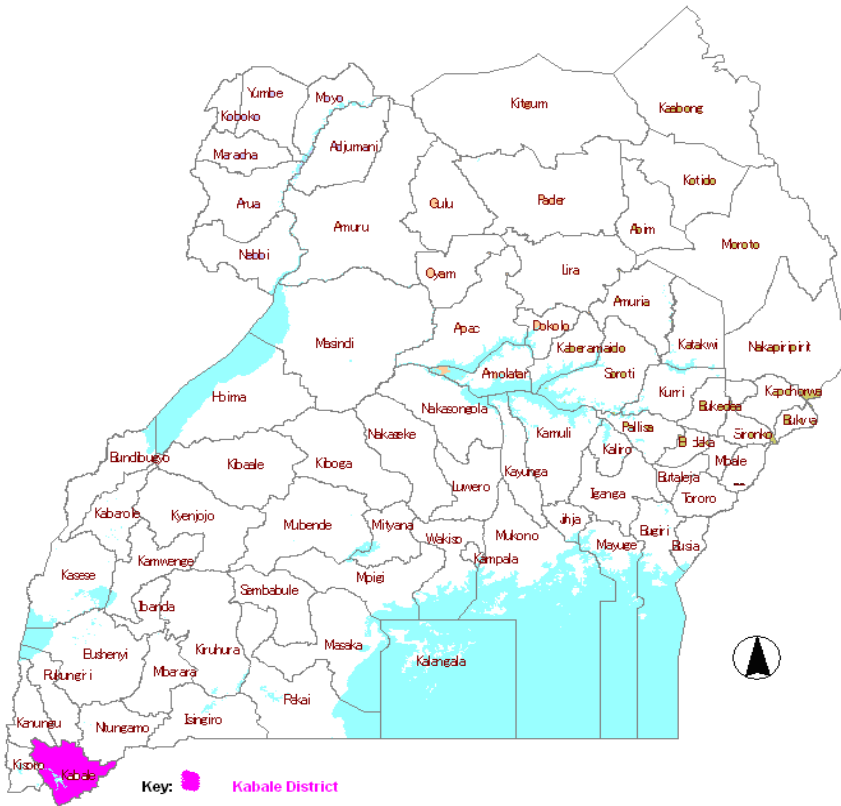 Kaabong
Kitgum
Yumbe
Moyo
Koboko
Adjumani
Maracha
Kotido
Arua
Gulu
Pader
Amuru
Abim
Moroto
Nebbi
Oyam
Lira
Amuria
Apac
Dokolo
Masindi
Kaberamaido
Katakwi
Nakapiripirit
Amolatar
Soroti
Hoima
Kumi
Kapchorwa
Nakasongola
Bukedea
Bukwa
Pallisa
Kamuli
Nakaseke
Sironko
Kaliro
Bundibugyo
Kibaale
Kiboga
Mbale
Kayunga
Luwero
Butaleja
Iganga
Tororo
Kabarole
Kyenjojo
Mubende
Mityana
Jinja
Bugiri
Wakiso
Mukono
Mayuge
Busia
Kamwenge
Kampala
Kasese
Mpigi
Sembabule
Ibanda
Masaka
Kiruhura
Bushenyi
Kalangala
Mbarara
Rukungiri
Rakai
Isingiro
Kanungu
Ntungamo
Kisoro
Kabale
Key: Kabale District